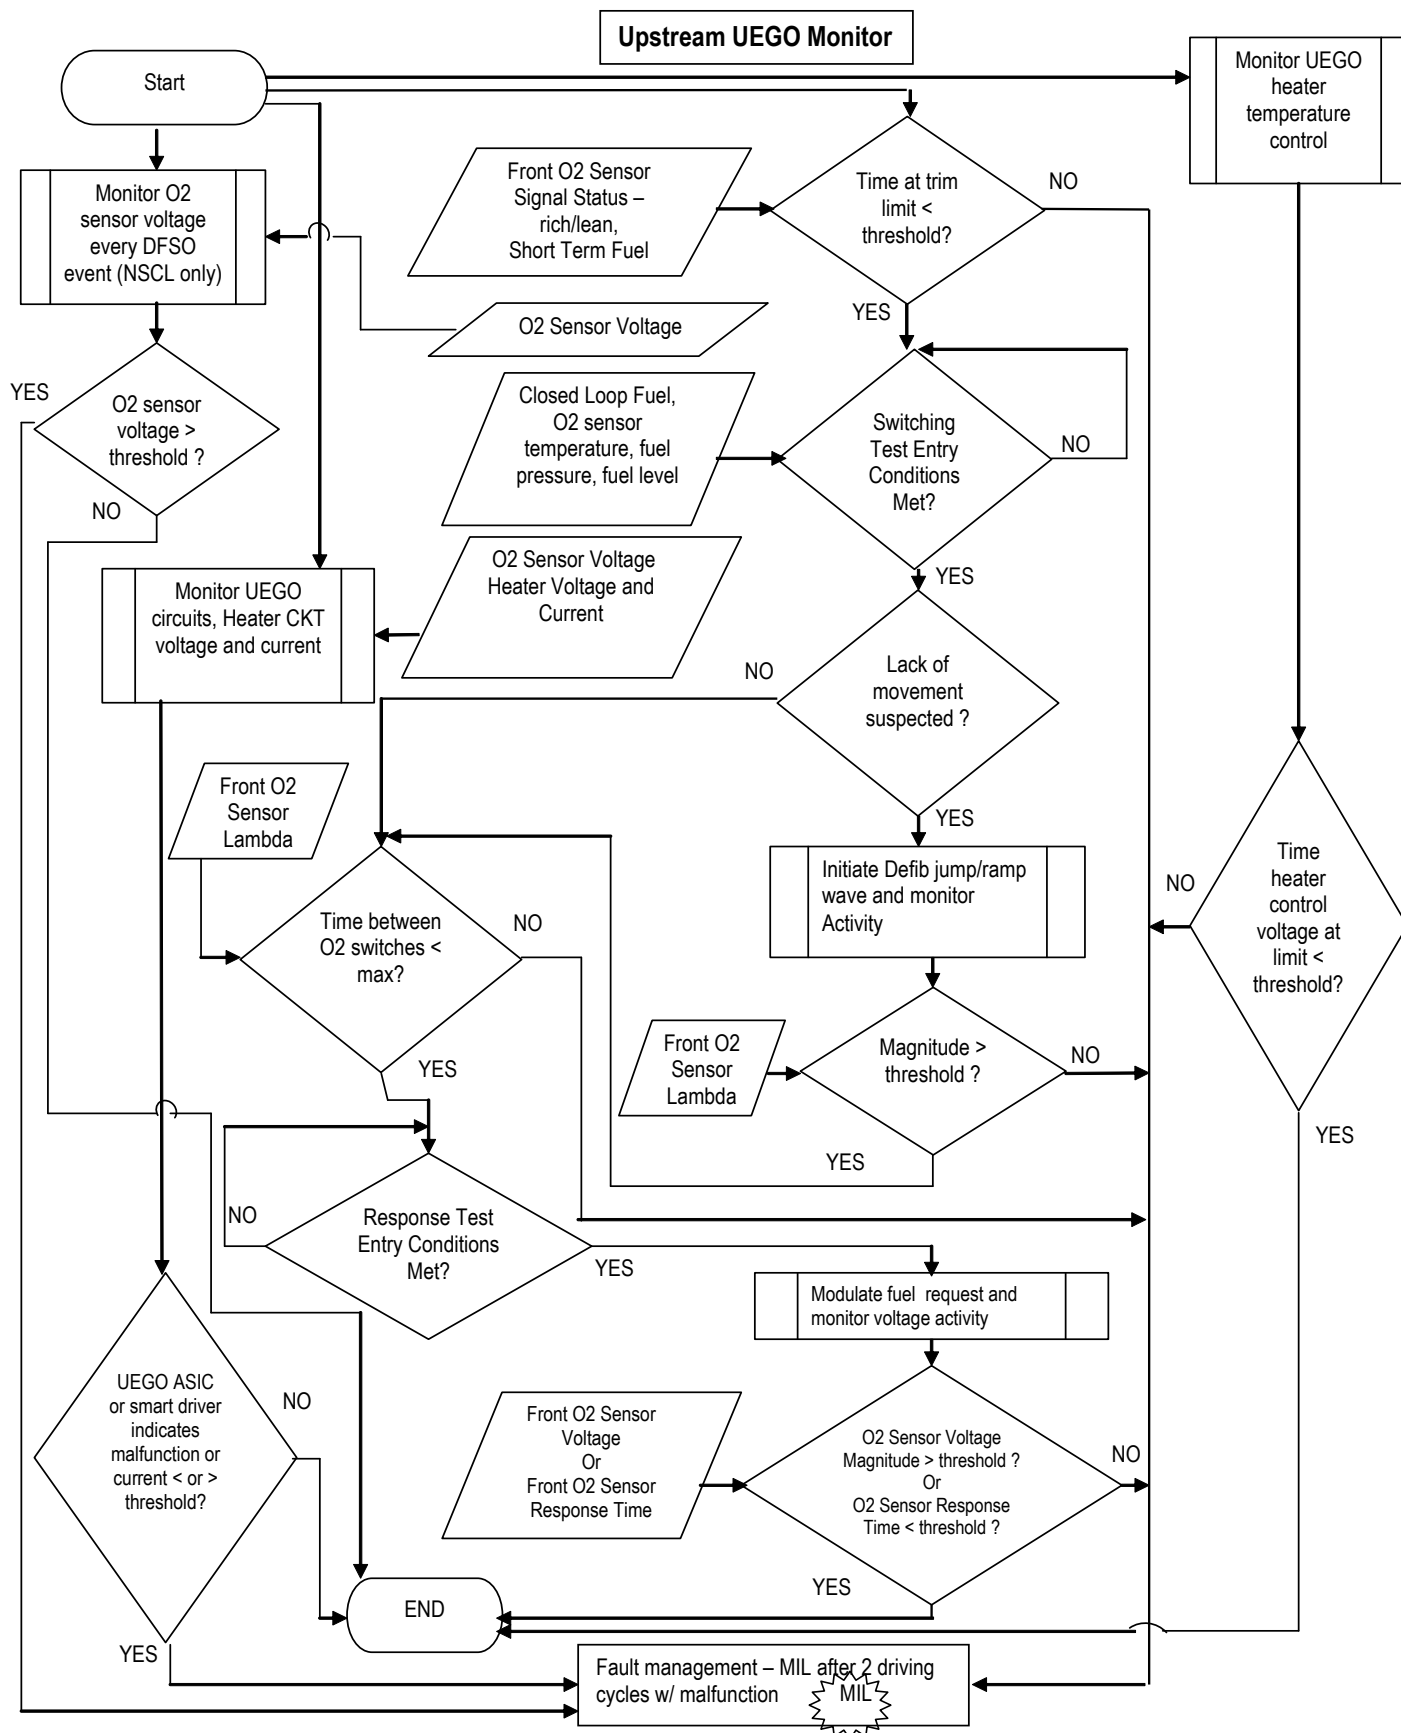 Upstream UEGO Monitor
Start
Monitor UEGO
heater
temperature
control
Front O2 Sensor
Signal Status –
rich/lean,
Short Term Fuel
Time at trim
limit <
threshold?
NO
YES
Monitor O2
sensor voltage
every DFSO
event (NSCL only)
O2 Sensor Voltage
YES
O2 sensor
voltage >
threshold ?
NO
Closed Loop Fuel,
O2 sensor
temperature, fuel
pressure, fuel level
Switching
Test Entry
Conditions
Met?
NO
YES
O2 Sensor Voltage
Heater Voltage and
Current
Monitor UEGO
circuits, Heater CKT
voltage and current
NO
Lack of
movement
suspected ?
YES
Front O2
Sensor
Lambda
Initiate Defib jump/ramp
wave and monitor
Activity
NO
Time
heater
control
voltage at
limit <
threshold?
YES
Time between
O2 switches <
max?
NO
YES
Front O2
Sensor
Lambda
Magnitude >
threshold ?
NO
YES
NO
Response Test
Entry Conditions
Met?
YES
Modulate fuel request and
monitor voltage activity
UEGO ASIC
or smart driver
indicates
malfunction or
current < or >
threshold?
NO
YES
Front O2 Sensor
Voltage
Or
Front O2 Sensor
Response Time
O2 Sensor Voltage
Magnitude > threshold ?
Or
O2 Sensor Response
Time < threshold ?
NO
YES
END
Fault management – MIL after 2 driving
cycles w/ malfunction
MIL